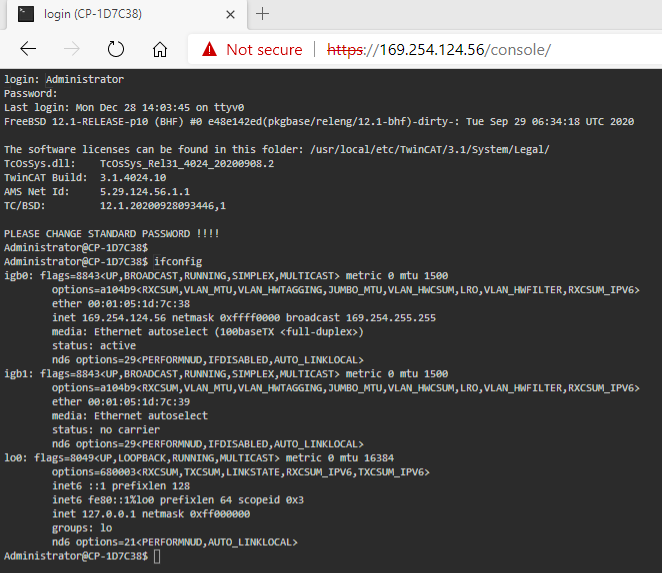 login (CP-1D7C38)
Not secure | https://169.254.124.56/console/
login: Administrator
Password:
Last login: Mon Dec 28 14:03:45 on ttyv0
FreeBSD 12.1-RELEASE-p10 (BHF) #0 e48e142ed(pkgbase/releng/12.1-bhf)-dirty-: Tue Sep 29 06:34:18 UTC 2020
The software licenses can be found in this folder: /usr/local/etc/TwinCAT/3.1/System/Legal/
TcOsSys.dll: TcOsSys_Rel31_4024_20200908.2
TwinCAT Build: 3.1.4024.10
AMS Net Id: 5.29.124.56.1.1
TC/BSD: 12.1.20200928093446,1
PLEASE CHANGE STANDARD PASSWORD !!!!
Administrator@CP-1D7C38$
Administrator@CP-1D7C38$ ifconfig
igb0: flags=8843<UP,BROADCAST,RUNNING,SIMPLEX,MULTICAST> metric 0 mtu 1500
options=a104b9<RXCSUM,VLAN_MTU,VLAN_HWTAGGING,JUMBO_MTU,VLAN_HWCSUM,LRO,VLAN_HWFILTER,RXCSUM_IPV6>
ether 00:01:05:1d:7c:38
inet 169.254.124.56 netmask 0xffff0000 broadcast 169.254.255.255
media: Ethernet autoselect (100baseTX <full-duplex>)
status: active
nd6 options=29<PERFORMNUD,IFDISABLED,AUTO_LINKLOCAL>
igb1: flags=8843<UP,BROADCAST,RUNNING,SIMPLEX,MULTICAST> metric 0 mtu 1500
options=a104b9<RXCSUM,VLAN_MTU,VLAN_HWTAGGING,JUMBO_MTU,VLAN_HWCSUM,LRO,VLAN_HWFILTER,RXCSUM_IPV6>
ether 00:01:05:1d:7c:39
media: Ethernet autoselect
status: no carrier
nd6 options=29<PERFORMNUD,IFDISABLED,AUTO_LINKLOCAL>
lo0: flags=8049<UP,LOOPBACK,RUNNING,MULTICAST> metric 0 mtu 16384
options=680003<RXCSUM,TXCSUM,LINKSTATE,RXCSUM_IPV6,TXCSUM_IPV6>
inet6 ::1 prefixlen 128
inet6 fe80::1%lo0 prefixlen 64 scopeid 0x3
inet 127.0.0.1 netmask 0xff000000
groups: lo
nd6 options=21<PERFORMNUD,AUTO_LINKLOCAL>
Administrator@CP-1D7C38$